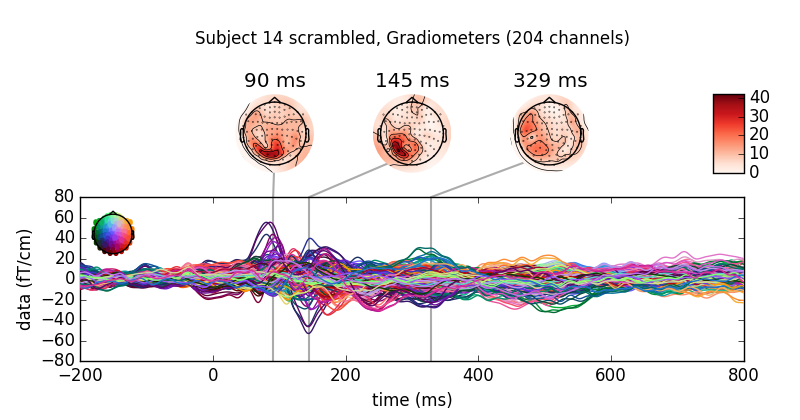 Subject 14 scrambled, Gradiometers (204 channels)
90 ms 145 ms 329 ms
40
30
20
10
0
80
60
40
20
0
−20
−40
−60
−80
data (fT/cm)
−200 0 200 400 600 800
time (ms)